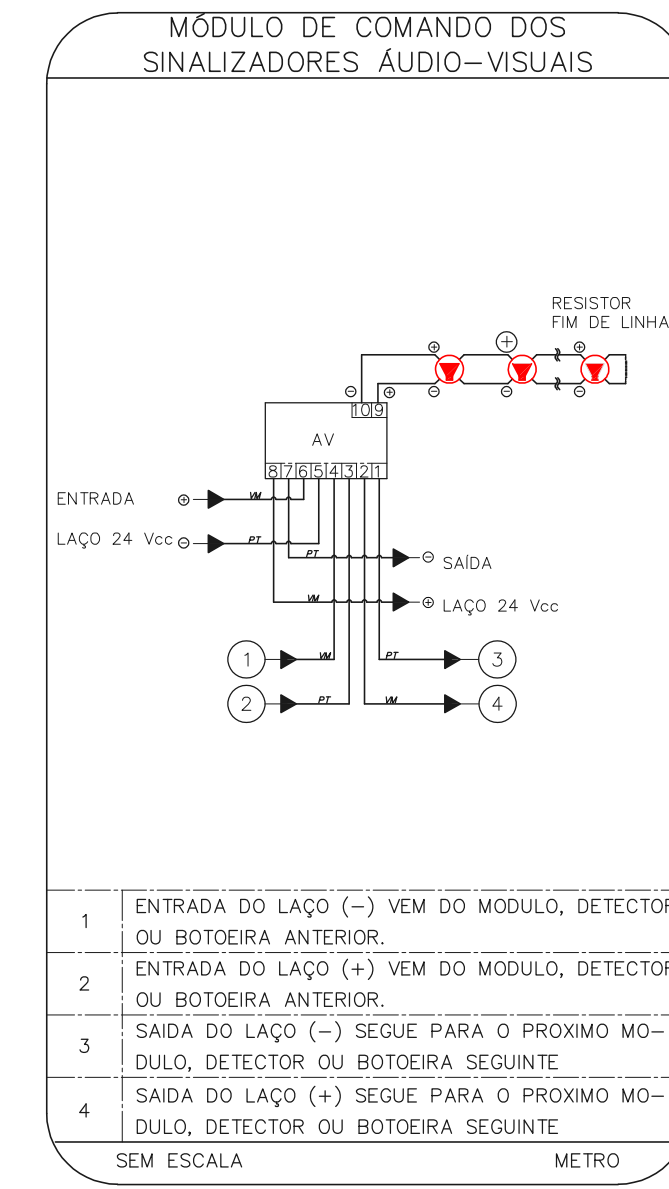 MÓDULO DE COMANDO DOS
SINALIZADORES ÁUDIO-VISUAIS
RESISTOR
FIM DE LINHA
10 9
AV
8 7 6 5 4 3 2 1
ENTRADA
VM
LAÇO 24 Vcc
PT
PT
SAÍDA
VM
LAÇO 24 Vcc
1
VM
PT
3
2
PT
VM
4
1
ENTRADA DO LAÇO (-) VEM DO MODULO, DETECTOR
OU BOTOEIRA ANTERIOR.
2
ENTRADA DO LAÇO (+) VEM DO MODULO, DETECTOR
OU BOTOEIRA ANTERIOR.
3
SAIDA DO LAÇO (-) SEGUE PARA O PROXIMO MO-
DULO, DETECTOR OU BOTOEIRA SEGUINTE
4
SAIDA DO LAÇO (+) SEGUE PARA O PROXIMO MO-
DULO, DETECTOR OU BOTOEIRA SEGUINTE
SEM ESCALA
METRO